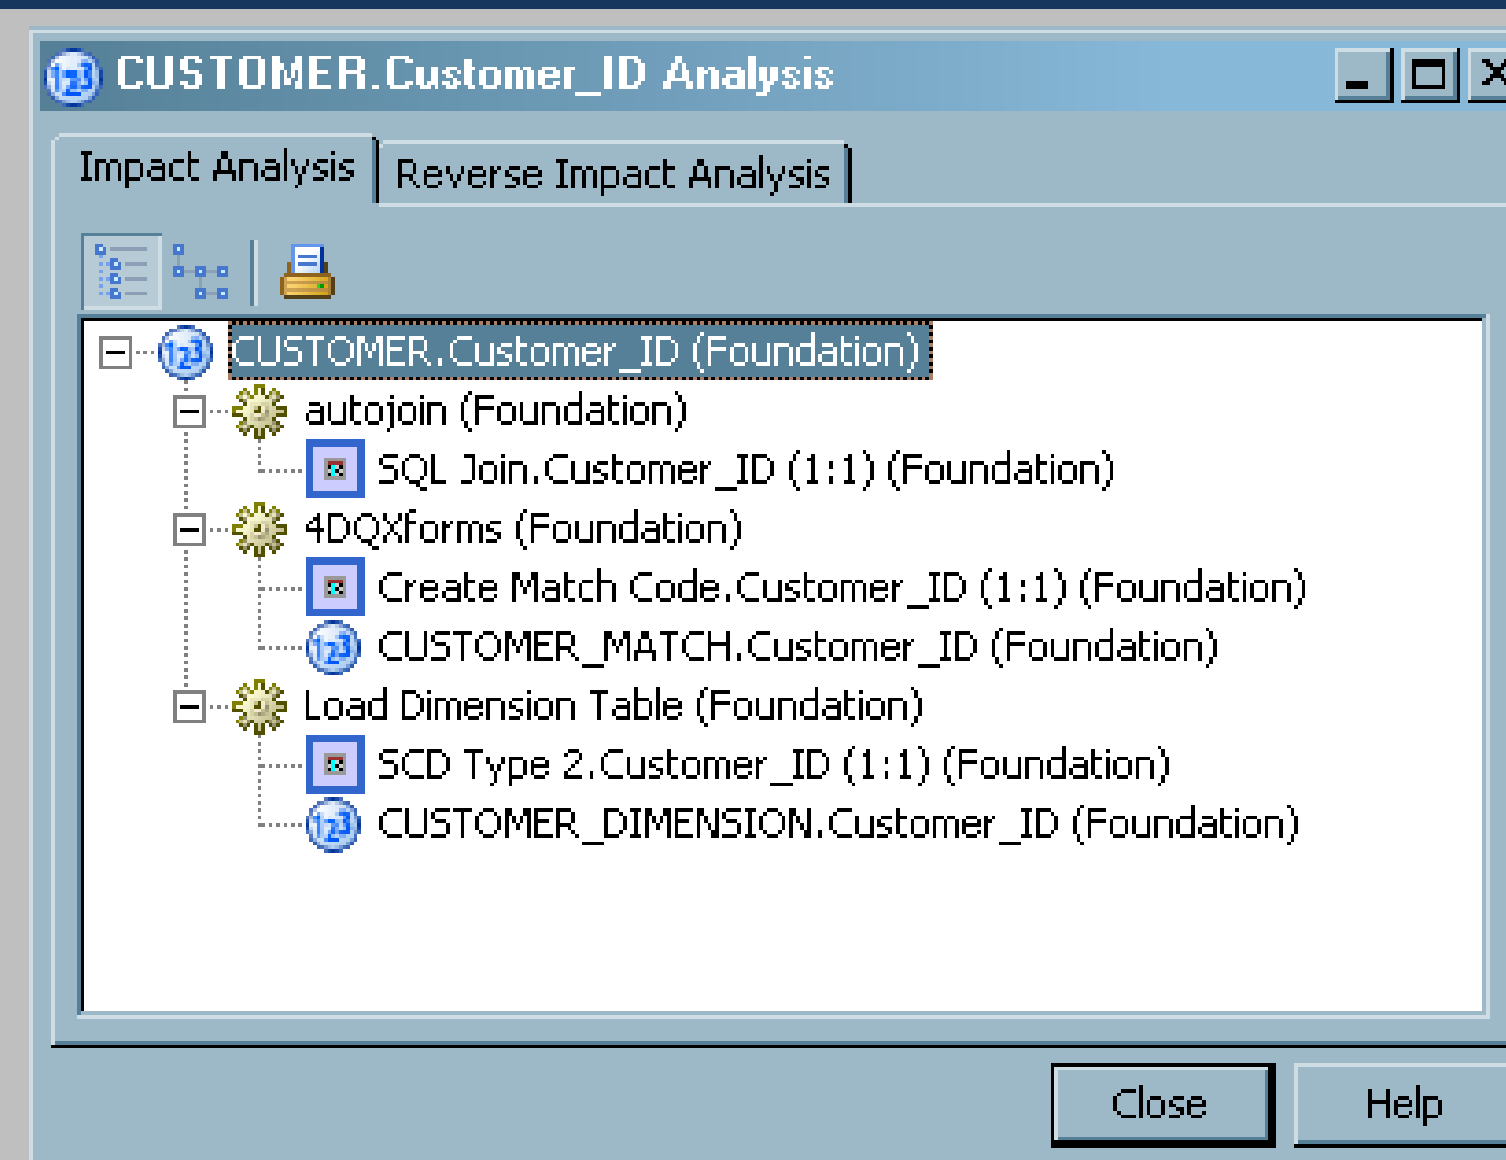 CUSTOMER.Customer_ID Analysis
Impact Analysis
Reverse Impact Analysis
CUSTOMER.Customer_ID (Foundation)
autojoin (Foundation)
SQL Join.Customer_ID (1:1) (Foundation)
4DQXforms (Foundation)
Create Match Code.Customer_ID (1:1) (Foundation)
CUSTOMER_MATCH.Customer_ID (Foundation)
Load Dimension Table (Foundation)
SCD Type 2.Customer_ID (1:1) (Foundation)
CUSTOMER_DIMENSION.Customer_ID (Foundation)
Close
Help